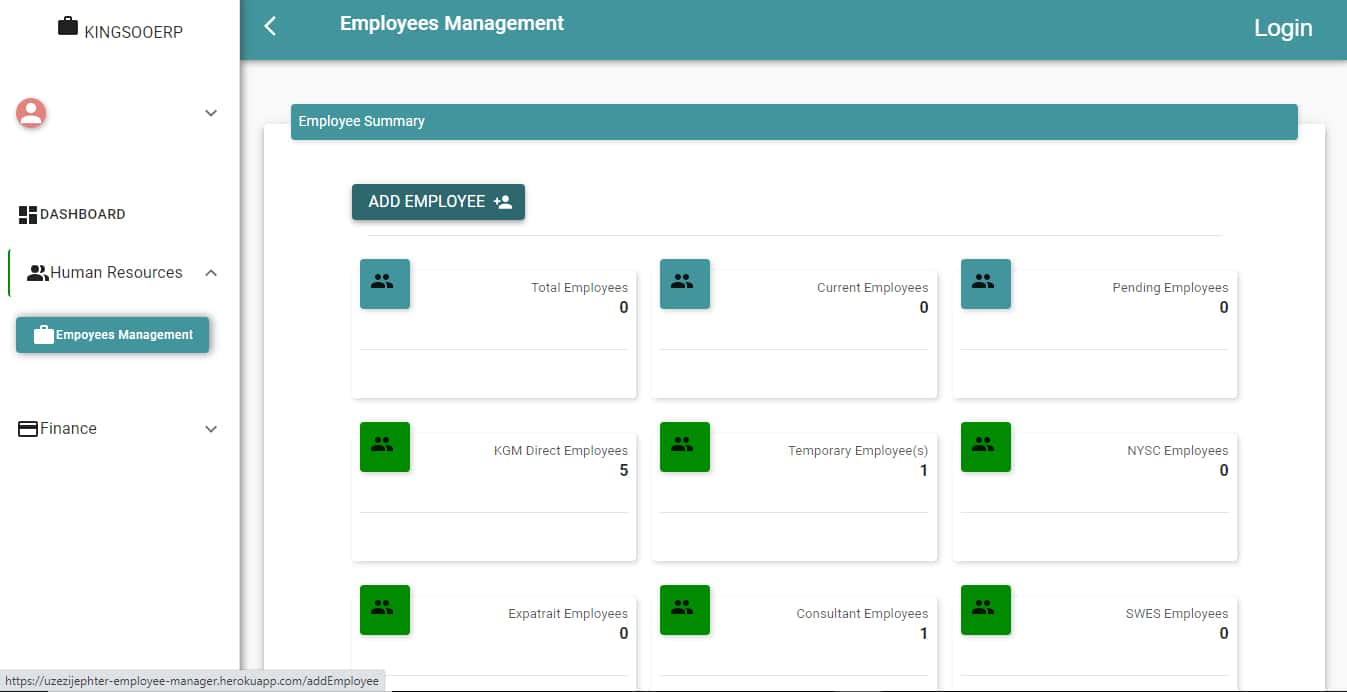 KINGSOOERP
Employees Management
Login
Employee Summary
ADD EMPLOYEE
DASHBOARD
Human Resources
Empoyees Management
Finance
Total Employees
0
Current Employees
0
Pending Employees
0
KGM Direct Employees
5
Temporary Employee(s)
1
NYSC Employees
0
Expatrait Employees
0
Consultant Employees
1
SWES Employees
0
https://uzezijephter-employee-manager.herokuapp.com/addEmployee